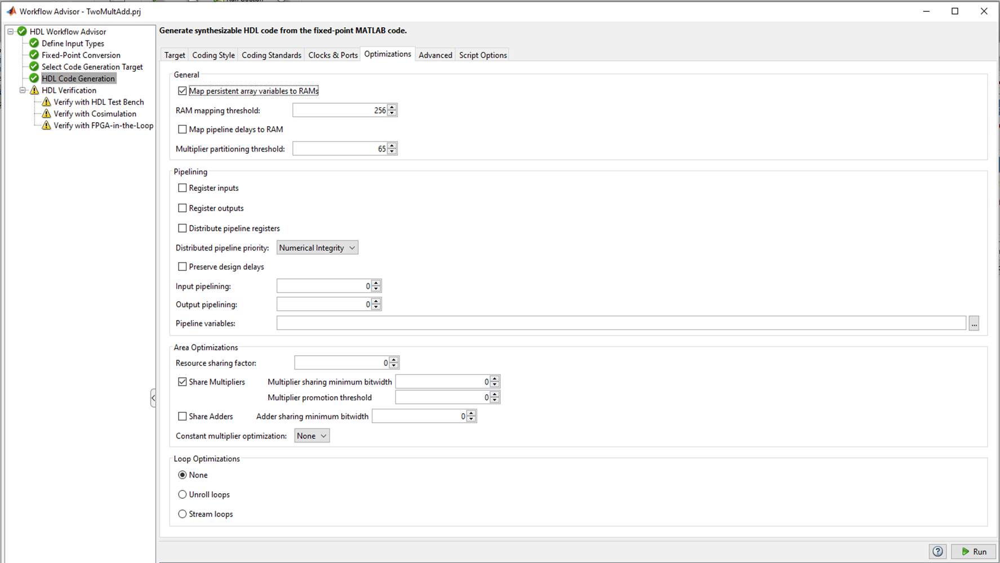 Workflow Advisor - TwoMultAdd.prj
HDL Workflow Advisor
Define Input Types
Fixed-Point Conversion
Select Code Generation Target
HDL Code Generation
HDL Verification
Verify with HDL Test Bench
Verify with Cosimulation
Verify with FPGA-in-the-Loop
Generate synthesizable HDL code from the fixed-point MATLAB code.
Target Coding Style Coding Standards Clocks & Ports Optimizations Advanced Script Options
General
Map persistent array variables to RAMs
RAM mapping threshold: 256
Map pipeline delays to RAM
Multiplier partitioning threshold: 65
Pipelining
Register inputs
Register outputs
Distribute pipeline registers
Distributed pipeline priority: Numerical Integrity
Preserve design delays
Input pipelining: 0
Output pipelining: 0
Pipeline variables: ...
Area Optimizations
Resource sharing factor: 0
Share Multipliers Multiplier sharing minimum bitwidth 0
Multiplier promotion threshold 0
Share Adders Adder sharing minimum bitwidth 0
Constant multiplier optimization: None
Loop Optimizations
None
Unroll loops
Stream loops
? Run